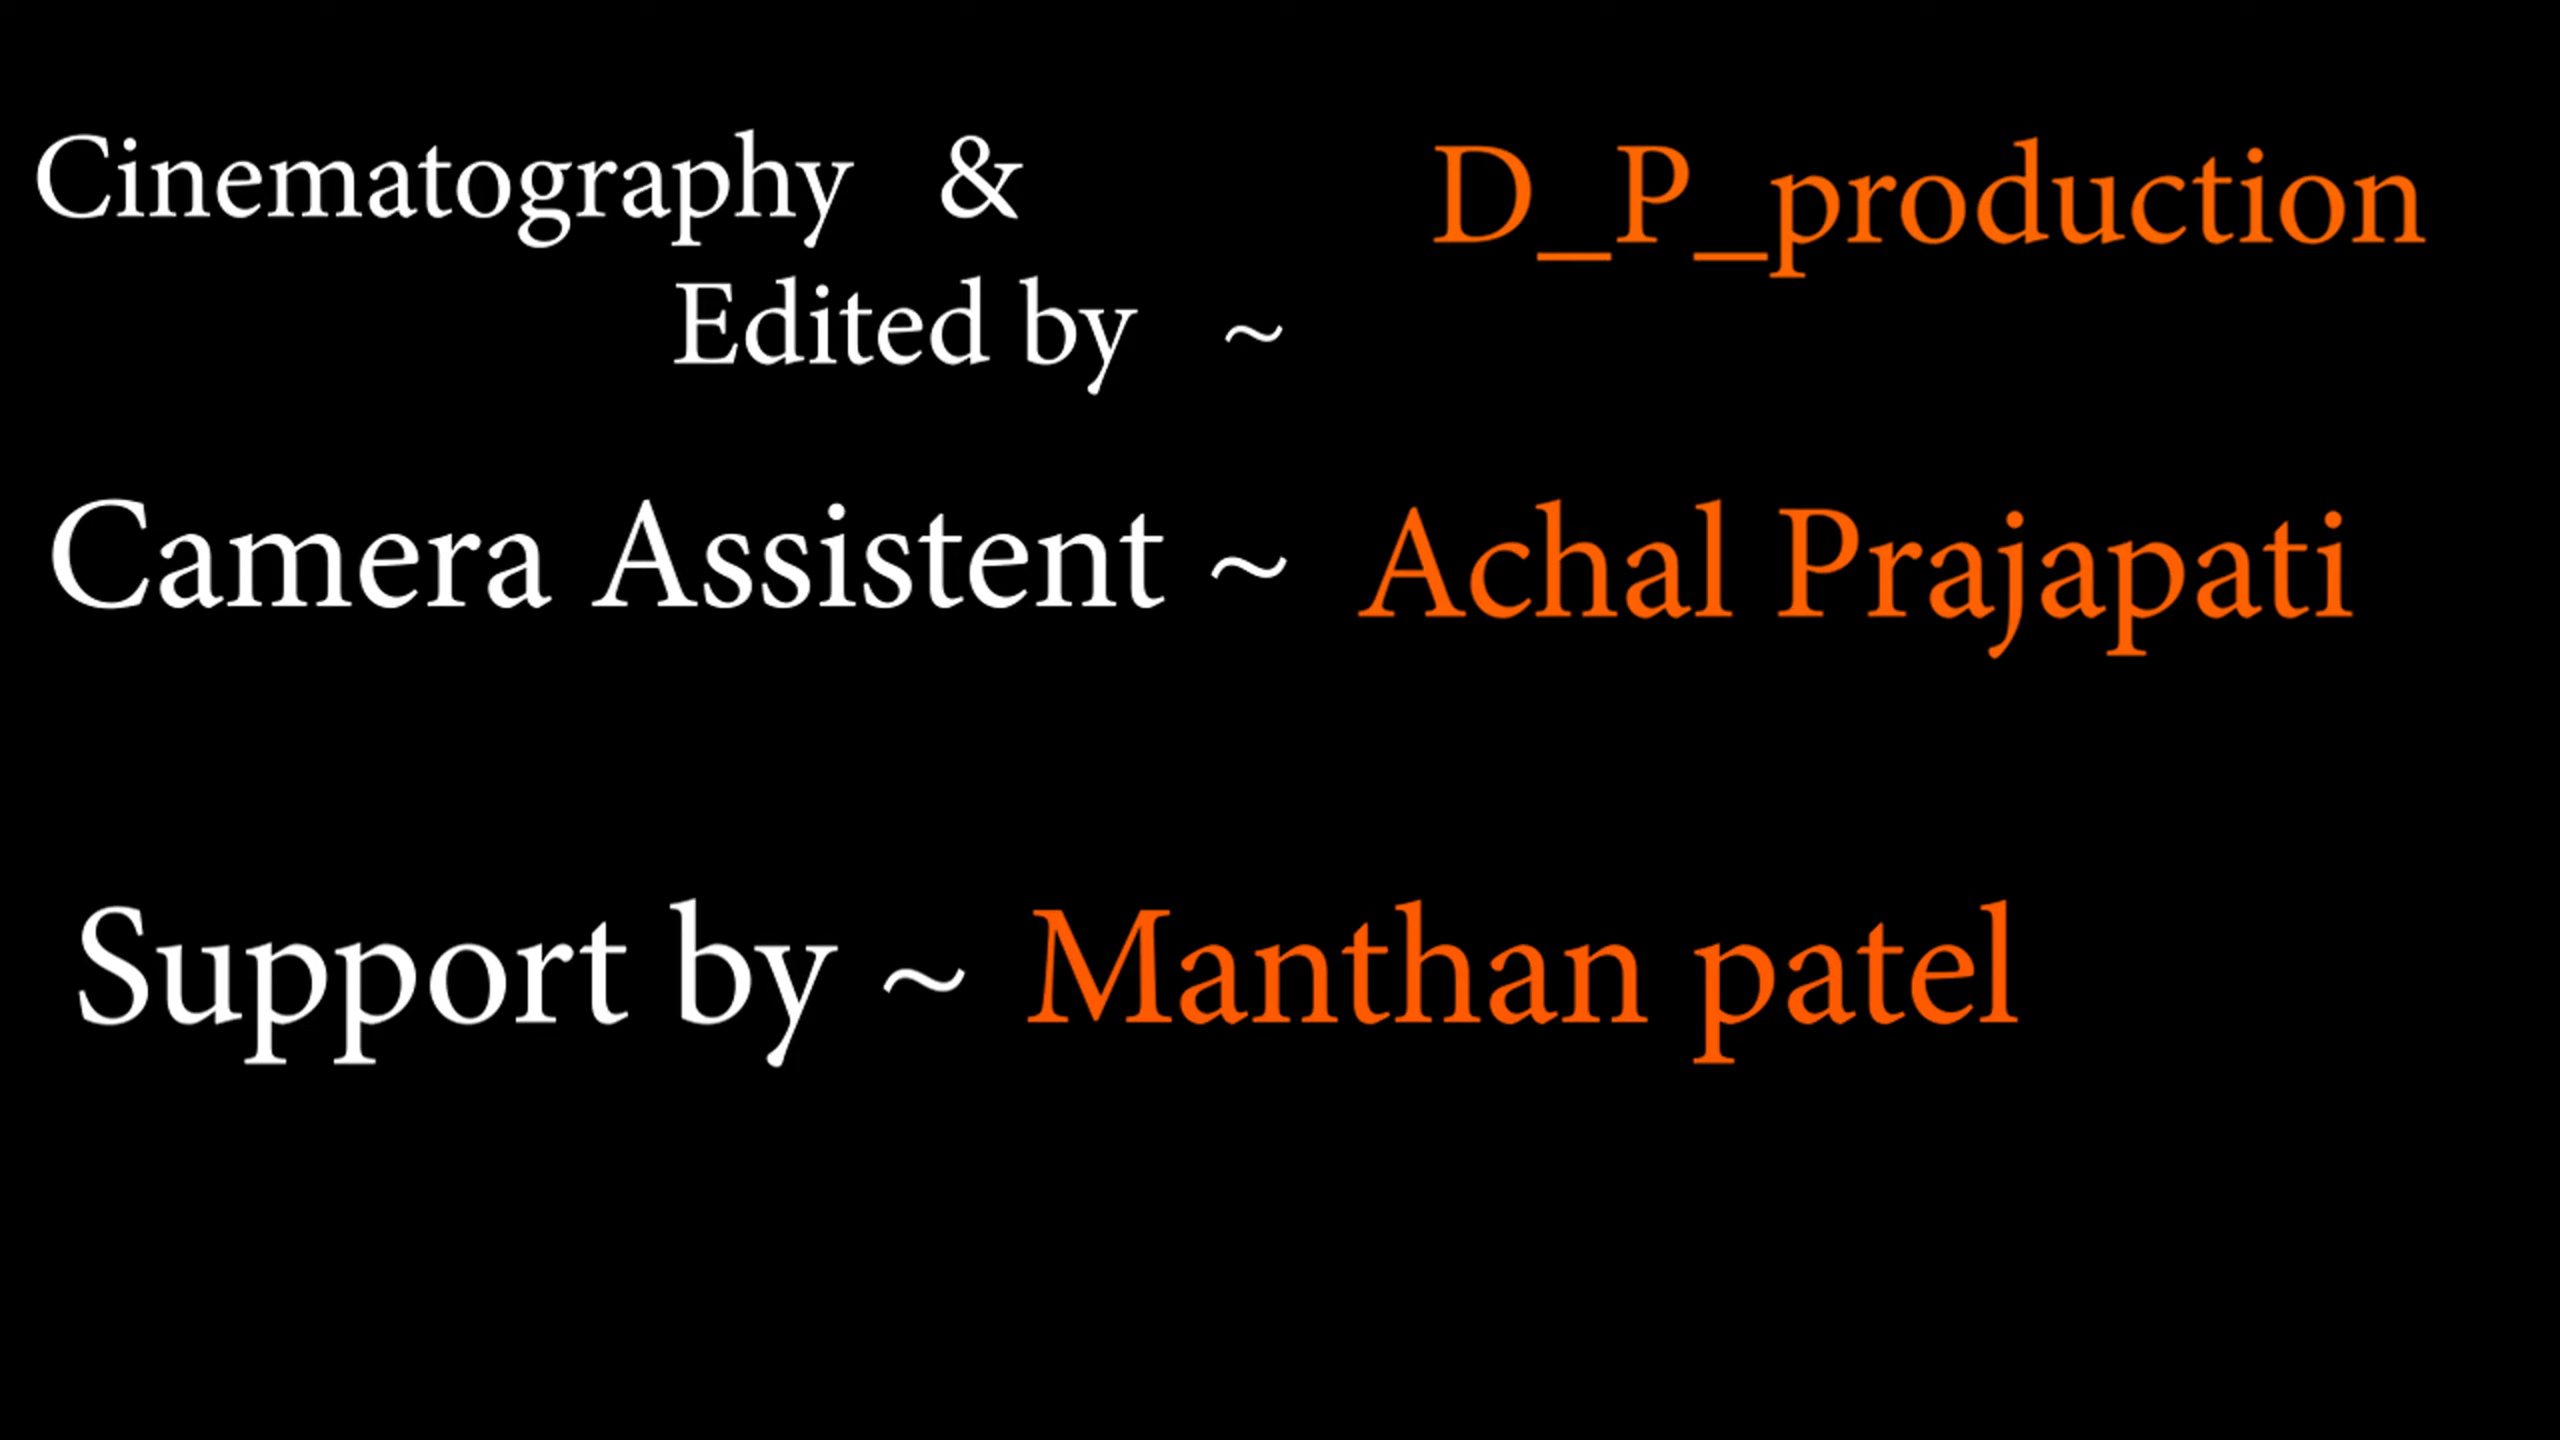 Cinematography & D_P_production
Edited by ~
Camera Assistent ~ Achal Prajapati
Support by ~ Manthan patel